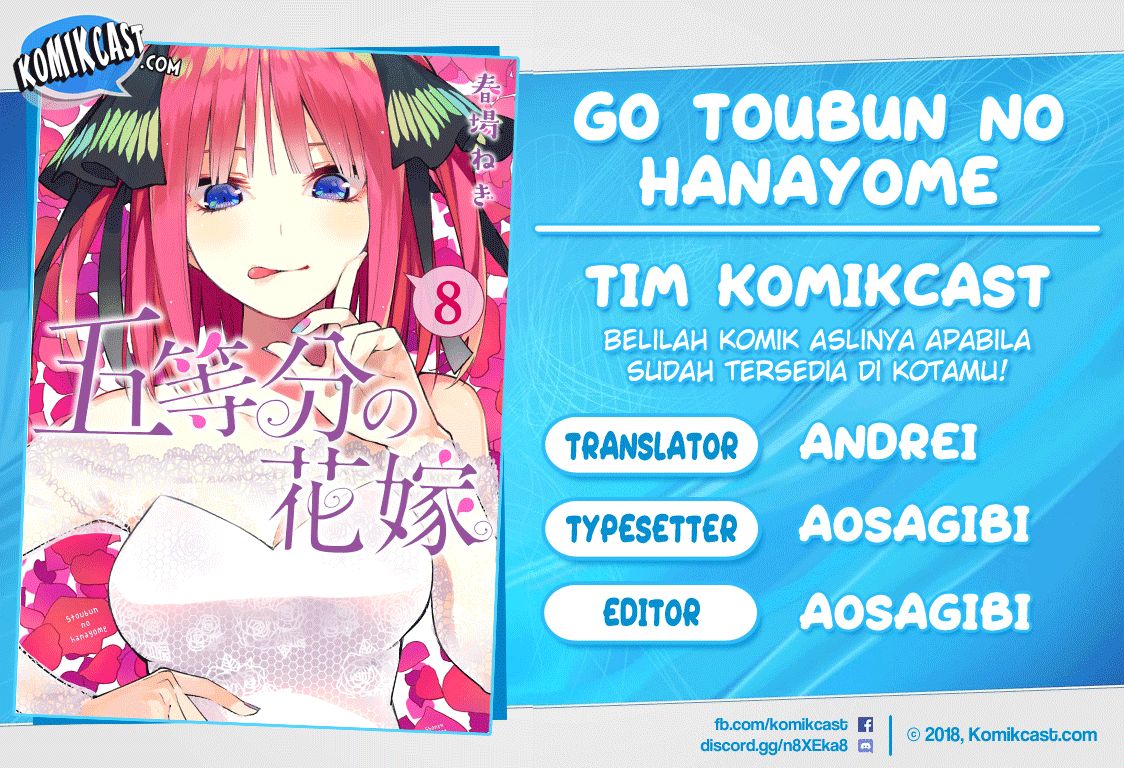 KOMIKCAST
.COM
春場ねぎ
8
五等分の
花嫁
5toubun
no
hanayome
GO TOUBUN NO
HANAYOME
TIM KOMIKCAST
BELILAH KOMIK ASLINYA APABILA
SUDAH TERSEDIA DI KOTAMU!
TRANSLATOR ANDREI
TYPESETTER AOSAGIBI
EDITOR AOSAGIBI
fb.com/komikcast
discord.gg/n8XEka8
© 2018, Komikcast.com